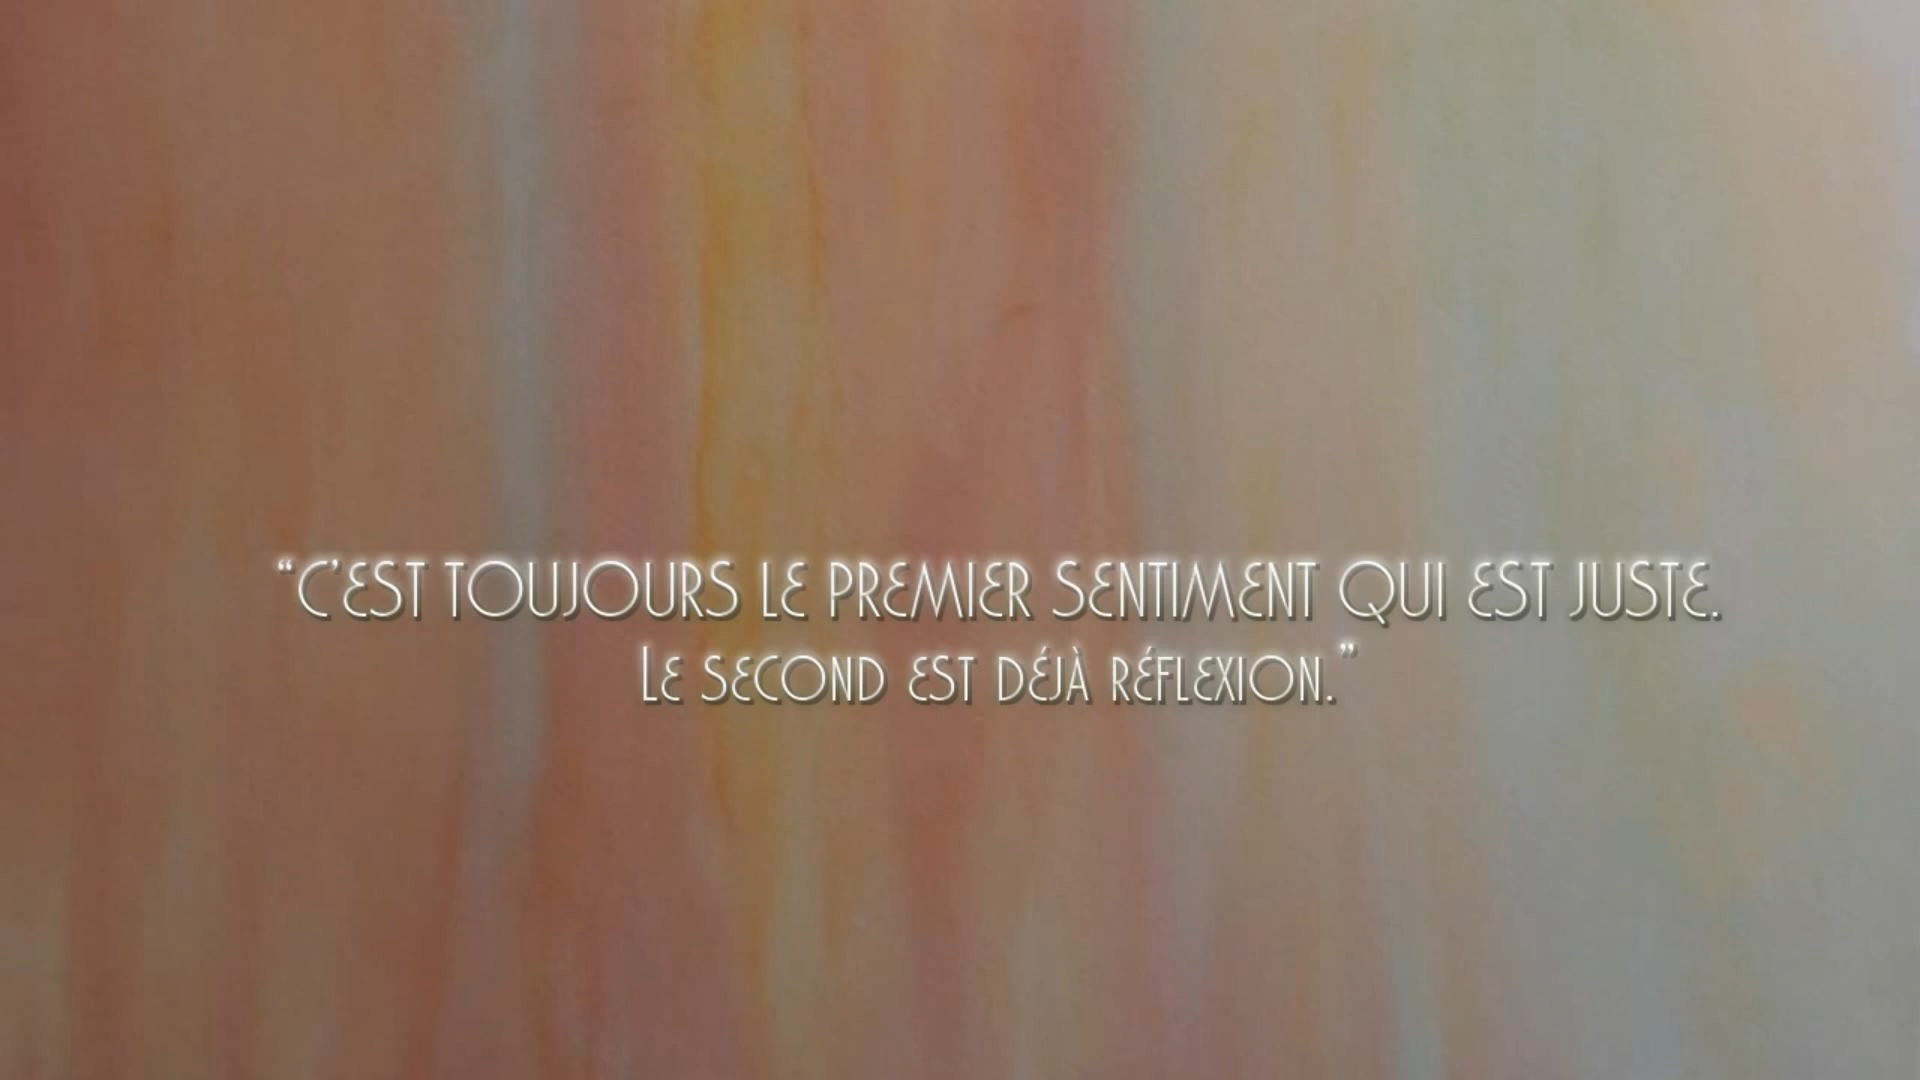 “C’EST TOUJOURS LE PREMIER SENTIMENT QUI EST JUSTE.
LE SECOND EST DÉJÀ RÉFLEXION.”